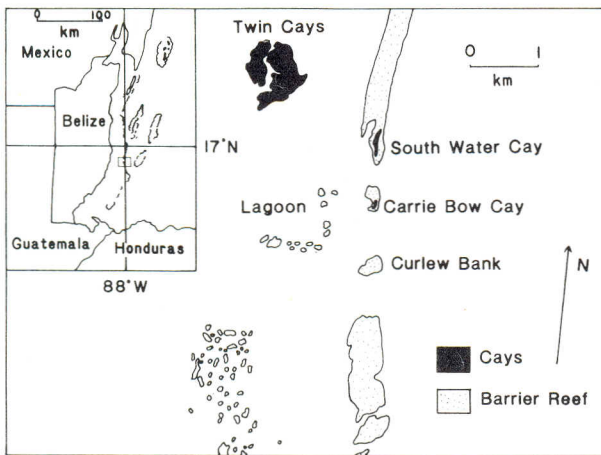 0 100
km
Mexico
Belize
Guatemala
Honduras
17°N
88°W
Twin Cays
0 1
km
South Water Cay
Lagoon
Carrie Bow Cay
Curlew Bank
N
Cays
Barrier Reef